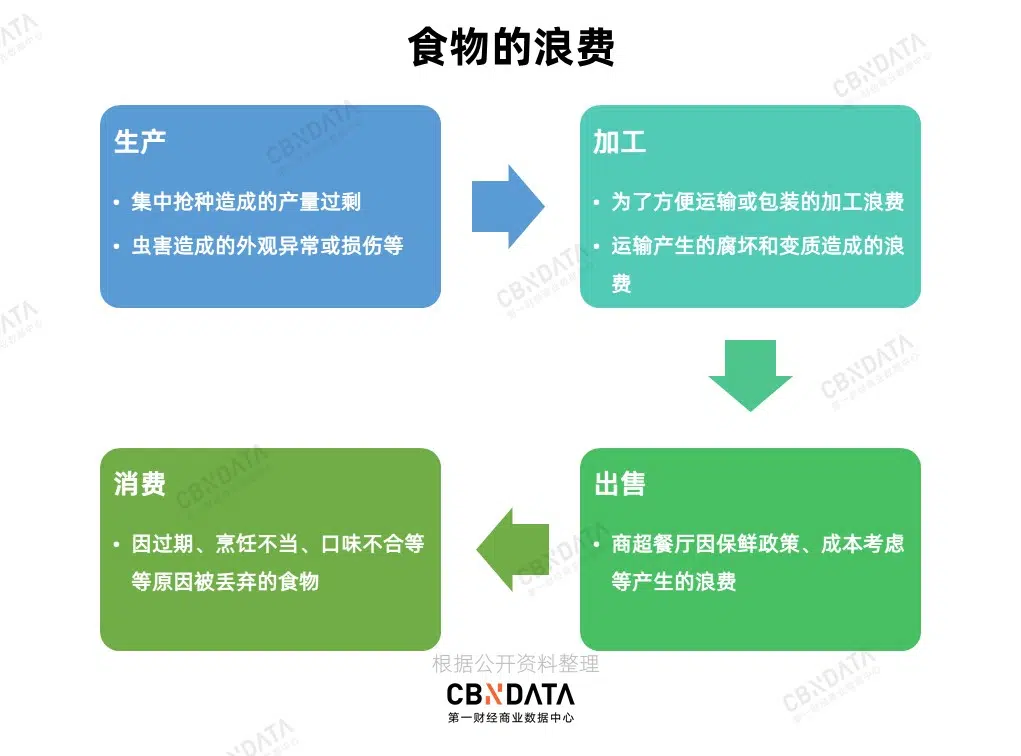 食物的浪费
生产
• 集中抢种造成的产量过剩
• 虫害造成的外观异常或损伤等
加工
• 为了方便运输或包装的加工浪费
• 运输产生的腐坏和变质造成的浪
费
消费
• 因过期、烹饪不当、口味不合等
等原因被丢弃的食物
出售
• 商超餐厅因保鲜政策、成本考虑
等产生的浪费
根据公开资料整理
CBNDATA
第一财经商业数据中心